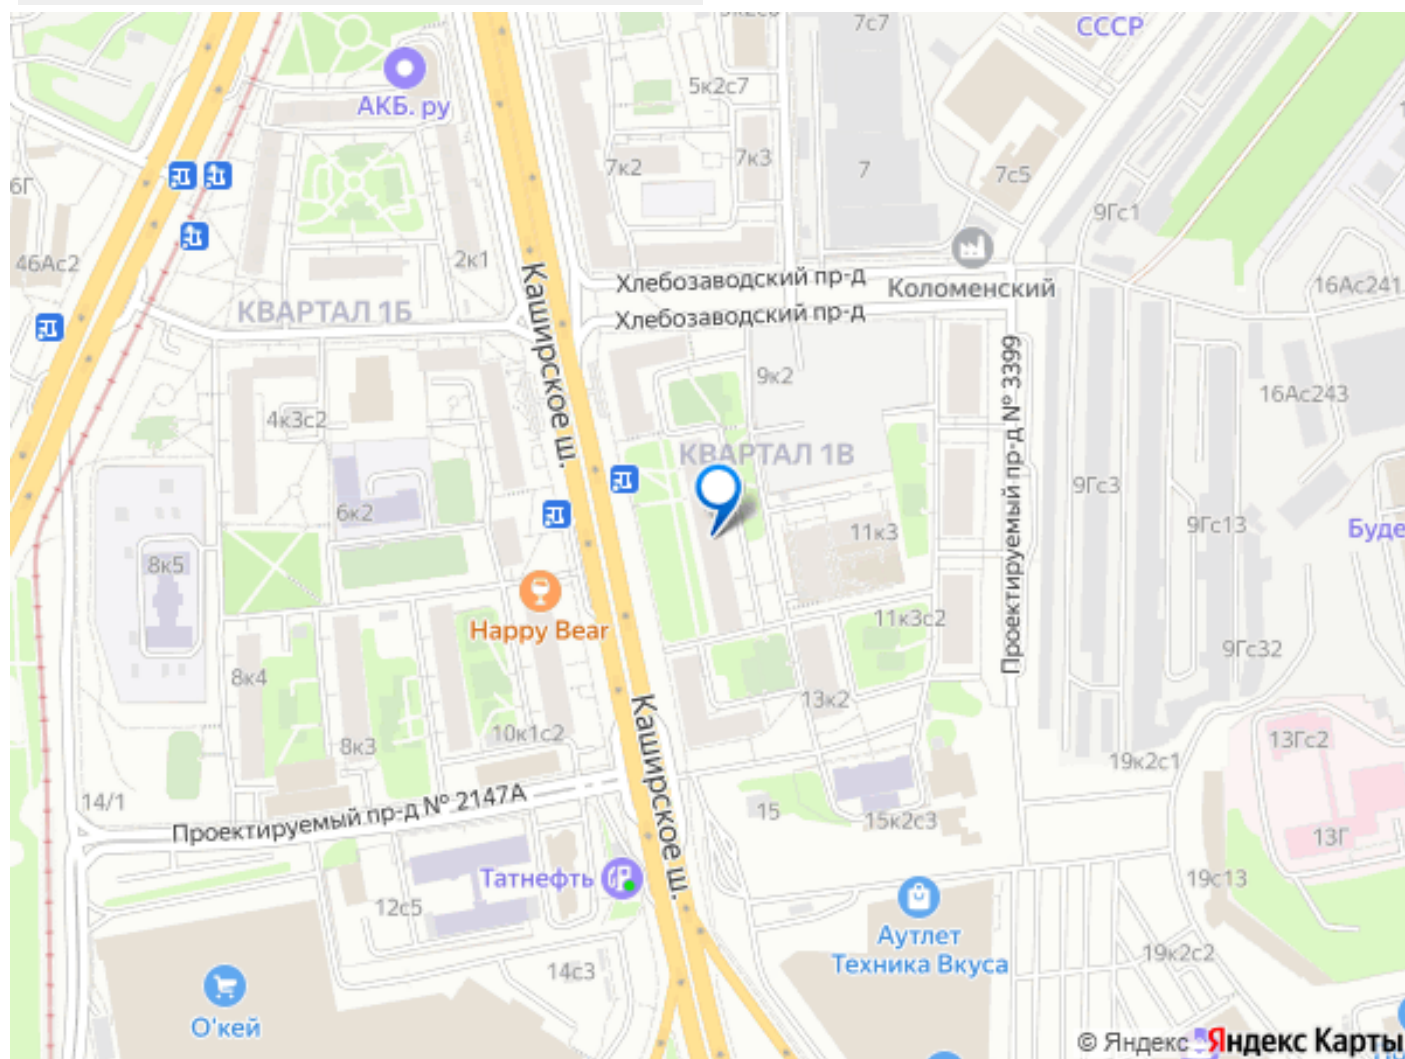 СССР
7с7
5к2с7
АКБ. ру
7к2
7к3
7
7с5
9Гс1
6Г
46Ас2
2к1
КВАРТАЛ 1Б
Каширское ш.
Хлебозаводский пр-д
Коломенский
Хлебозаводский пр-д
16Ас241
9к2
16Ас243
4к3с2
Проектируемый пр-д № 3399
КВАРТАЛ 1В
9Гс3
6к2
11к3
9Гс13
Буде
8к5
Happy Bear
11к3с2
9Гс32
8к4
13к2
8к3
10к1с2
Каширское ш.
13Гс2
19к2с1
14/1
Проектируемый пр-д № 2147А
15
15к2с3
13Г
Татнефть
19с13
12с5
Аутлет
Техника Вкуса
14с3
19к2с2
О'кей
© Яндекс Яндекс Карты